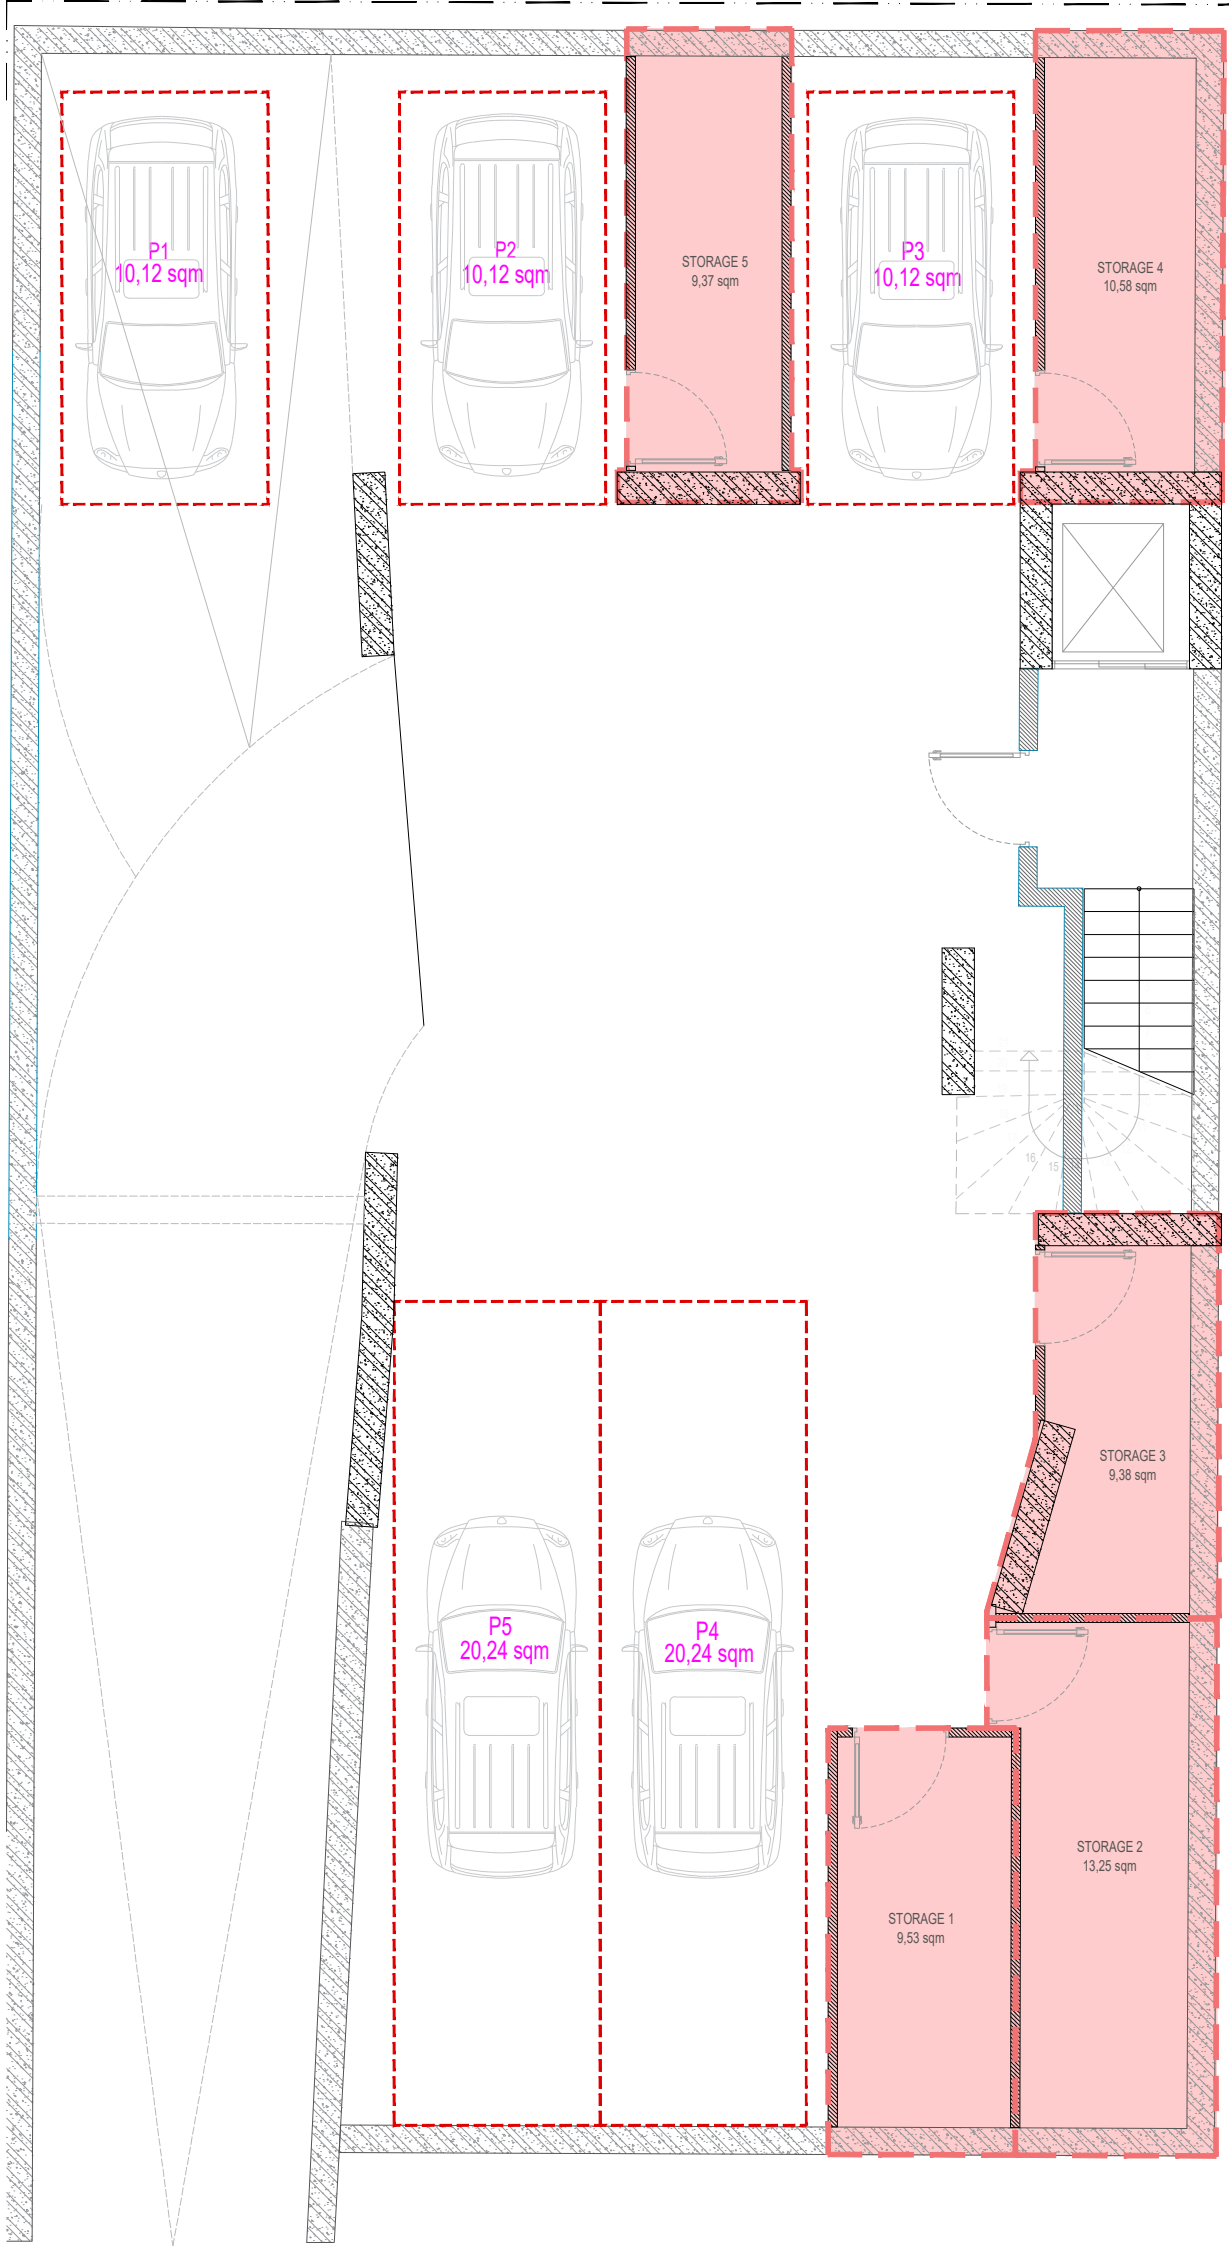 P1
10,12 sqm
P2
10,12 sqm
STORAGE 5
9,37 sqm
P3
10,12 sqm
STORAGE 4
10,58 sqm
16
15
STORAGE 3
9,38 sqm
P5
20,24 sqm
P4
20,24 sqm
STORAGE 2
13,25 sqm
STORAGE 1
9,53 sqm